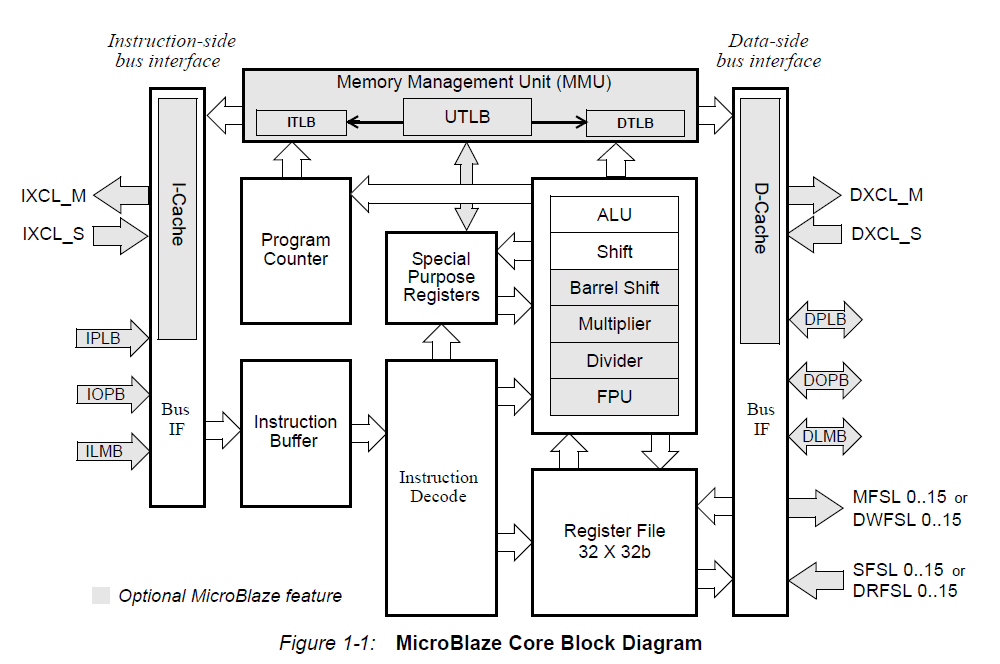 Instruction-side
bus interface
Data-side
bus interface
Memory Management Unit (MMU)
ITLB
UTLB
DTLB
I-Cache
D-Cache
IXCL_M
IXCL_S
DXCL_M
DXCL_S
Program
Counter
Special
Purpose
Registers
ALU
Shift
Barrel Shift
Multiplier
Divider
FPU
IPLB
IOPB
ILMB
Bus
IF
Instruction
Buffer
Instruction
Decode
Register File
32 X 32b
Bus
IF
DPLB
DOPB
DLMB
MFSL 0..15 or
DWFSL 0..15
SFSL 0..15 or
DRFSL 0..15
Optional MicroBlaze feature
Figure 1-1: MicroBlaze Core Block Diagram